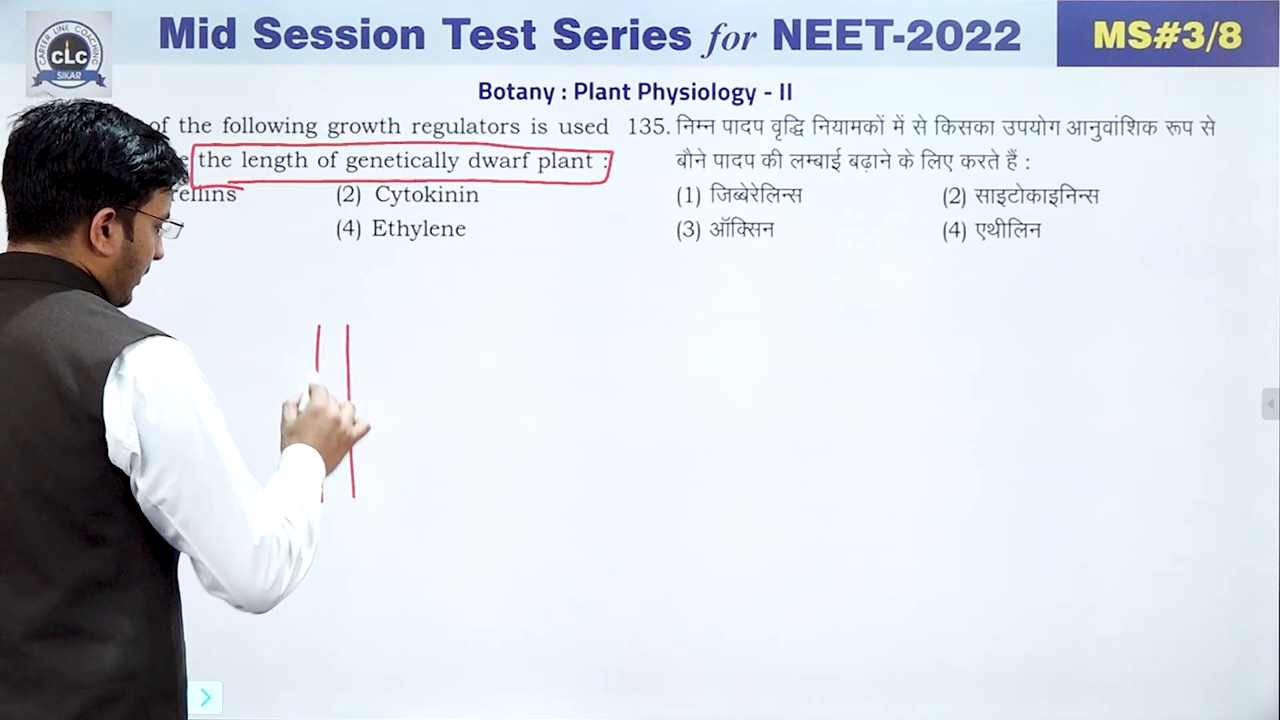 Mid Session Test Series for NEET-2022
MS#3/8
CAREER LINE COACHING
CLC
SIKAR
Botany : Plant Physiology - II
of the following growth regulators is used
the length of genetically dwarf plant :
(2) Cytokinin
(4) Ethylene
135. निम्न पादप वृद्धि नियामकों में से किसका उपयोग आनुवांशिक रूप से
बौने पादप की लम्बाई बढ़ाने के लिए करते हैं :
(1) जिब्बेरेलिन्स (2) साइटोकाइनिन्स
(3) ऑक्सिन (4) एथीलिन